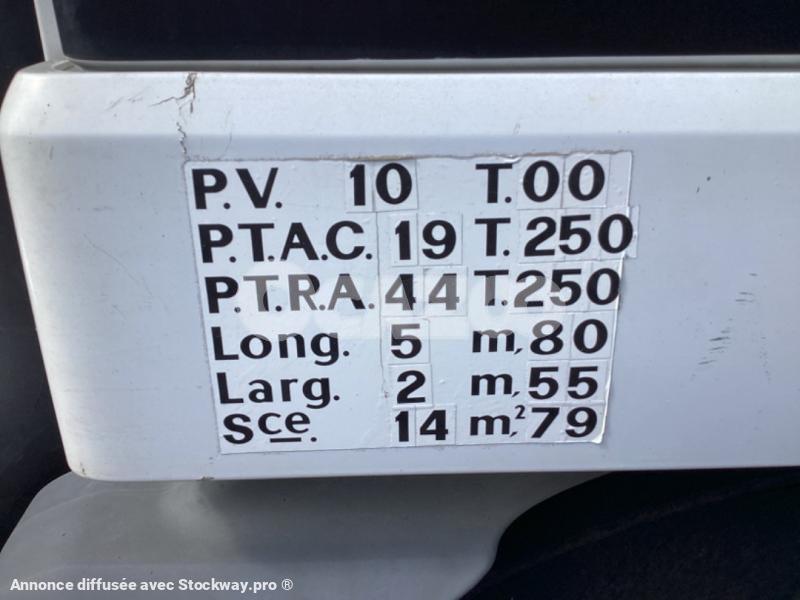 P.V. 10 T.00
P.T.A.C. 19 T.250
P.T.R.A. 44 T.250
Long. 5 m,80
Larg. 2 m,55
Sce. 14 m,²79
Annonce diffusée avec Stockway.pro ®